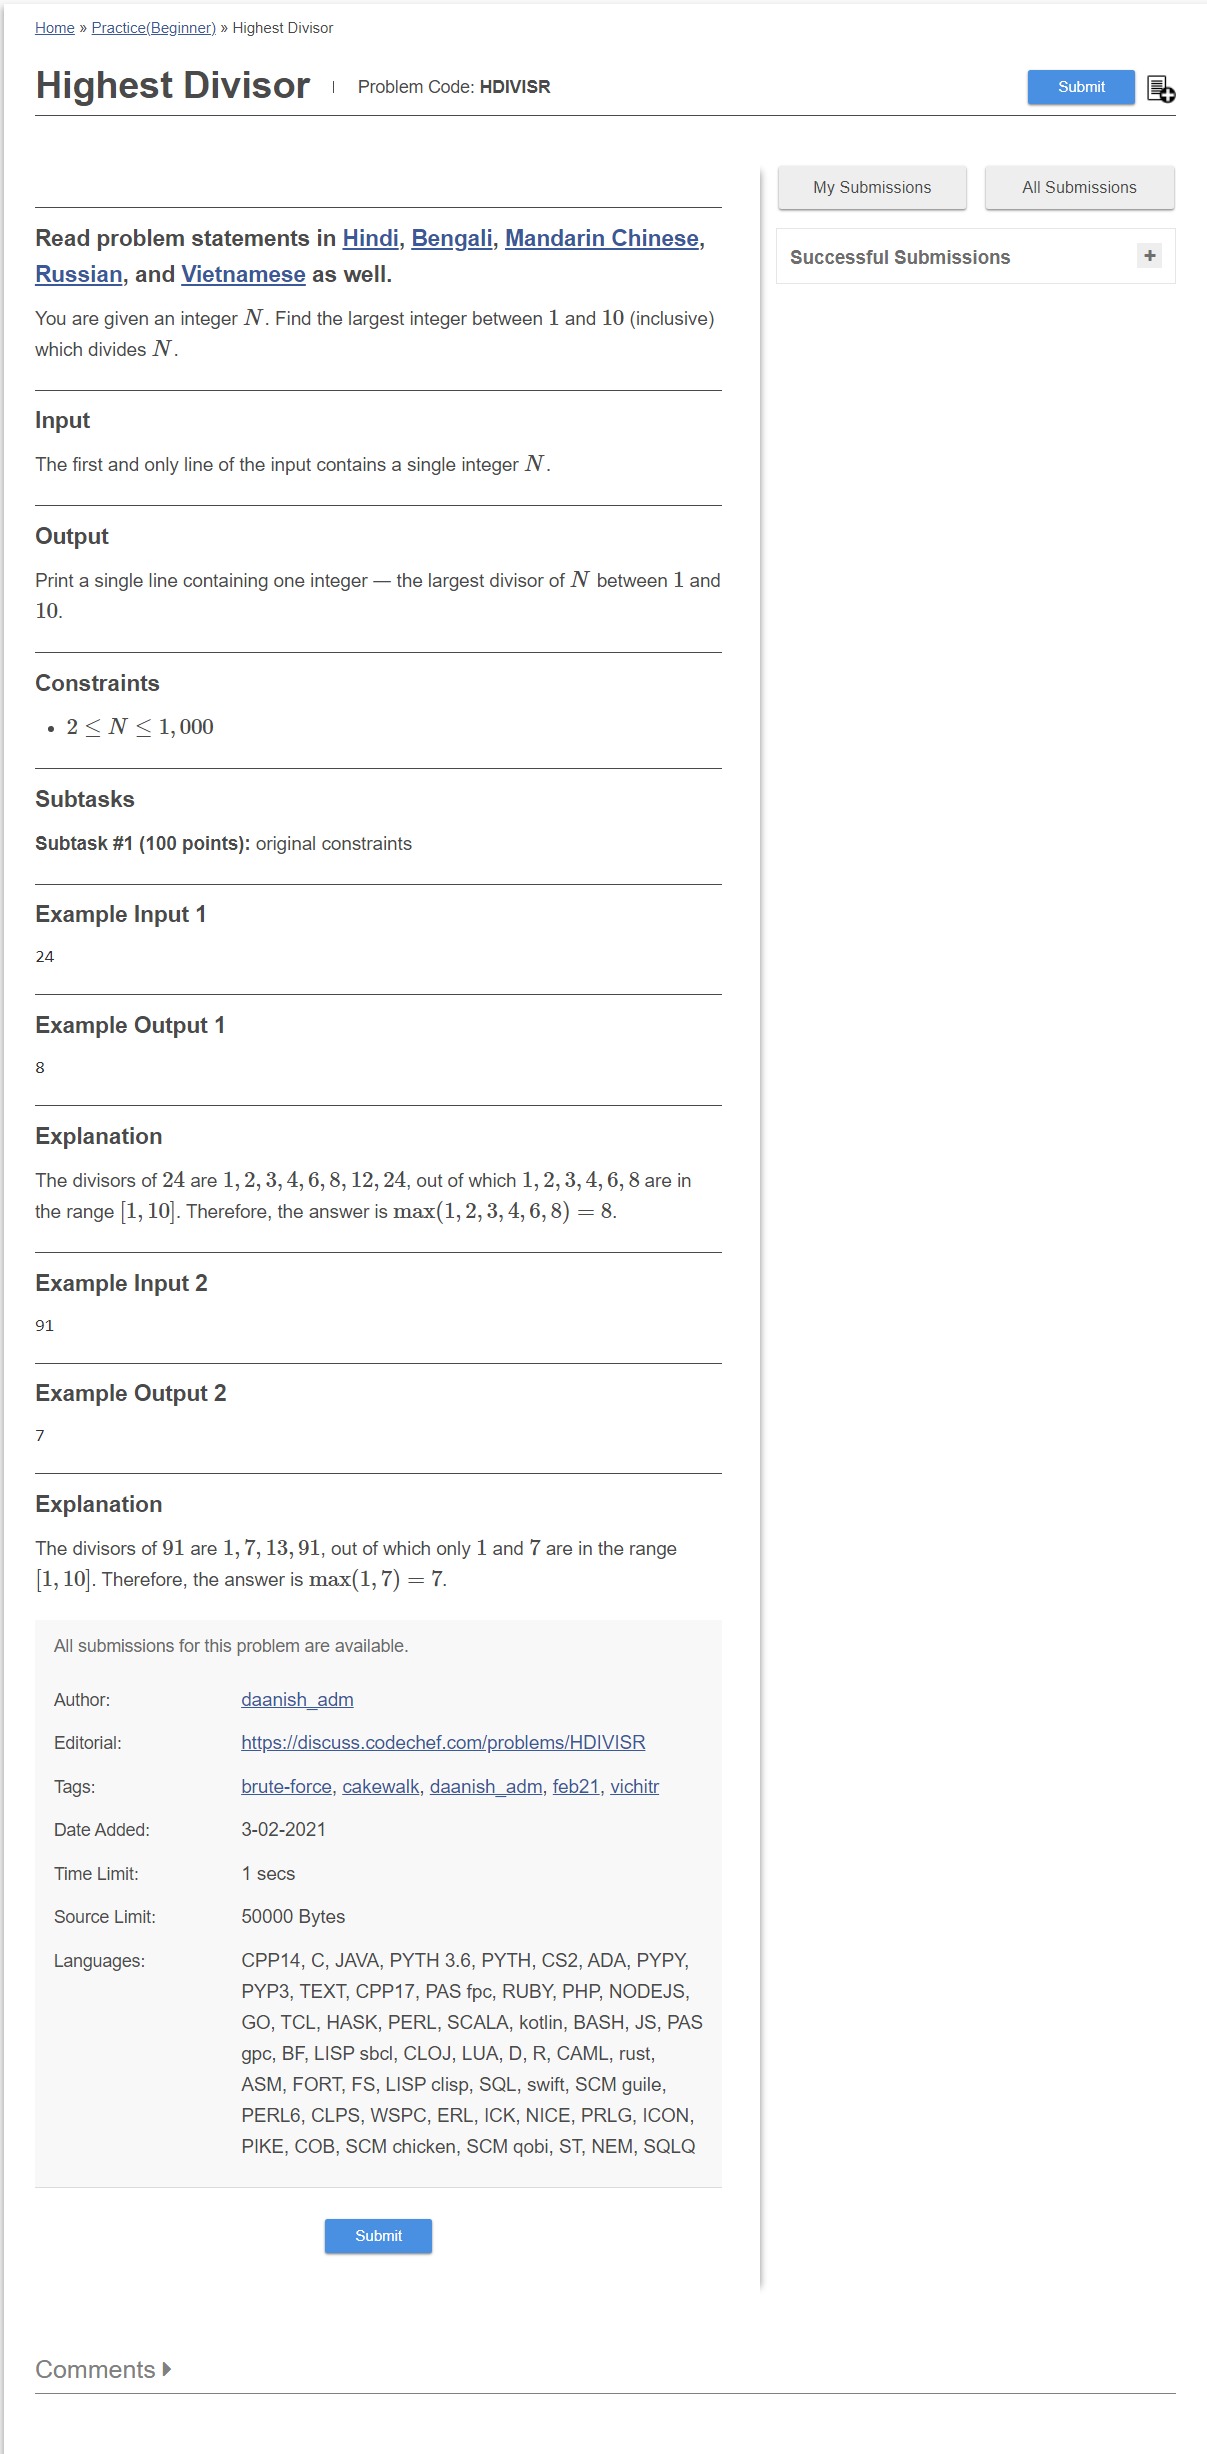 Home » Practice(Beginner) » Highest Divisor
Highest Divisor | Problem Code: HDIVISR
Submit
My Submissions
All Submissions
Successful Submissions
+
Read problem statements in Hindi, Bengali, Mandarin Chinese,
Russian, and Vietnamese as well.
You are given an integer N. Find the largest integer between 1 and 10 (inclusive)
which divides N.
Input
The first and only line of the input contains a single integer N.
Output
Print a single line containing one integer — the largest divisor of N between 1 and
10.
Constraints
• 2 ≤ N ≤ 1,000
Subtasks
Subtask #1 (100 points): original constraints
Example Input 1
24
Example Output 1
8
Explanation
The divisors of 24 are 1, 2, 3, 4, 6, 8, 12, 24, out of which 1, 2, 3, 4, 6, 8 are in
the range [1, 10]. Therefore, the answer is max(1, 2, 3, 4, 6, 8) = 8.
Example Input 2
91
Example Output 2
7
Explanation
The divisors of 91 are 1, 7, 13, 91, out of which only 1 and 7 are in the range
[1, 10]. Therefore, the answer is max(1, 7) = 7.
All submissions for this problem are available.
Author: daanish_adm
Editorial: https://discuss.codechef.com/problems/HDIVISR
Tags: brute-force, cakewalk, daanish_adm, feb21, vichitr
Date Added: 3-02-2021
Time Limit: 1 secs
Source Limit: 50000 Bytes
Languages: CPP14, C, JAVA, PYTH 3.6, PYTH, CS2, ADA, PYPY,
PYP3, TEXT, CPP17, PAS fpc, RUBY, PHP, NODEJS,
GO, TCL, HASK, PERL, SCALA, kotlin, BASH, JS, PAS
gpc, BF, LISP sbcl, CLOJ, LUA, D, R, CAML, rust,
ASM, FORT, FS, LISP clisp, SQL, swift, SCM guile,
PERL6, CLPS, WSPC, ERL, ICK, NICE, PRLG, ICON,
PIKE, COB, SCM chicken, SCM qobi, ST, NEM, SQLQ
Submit
Comments